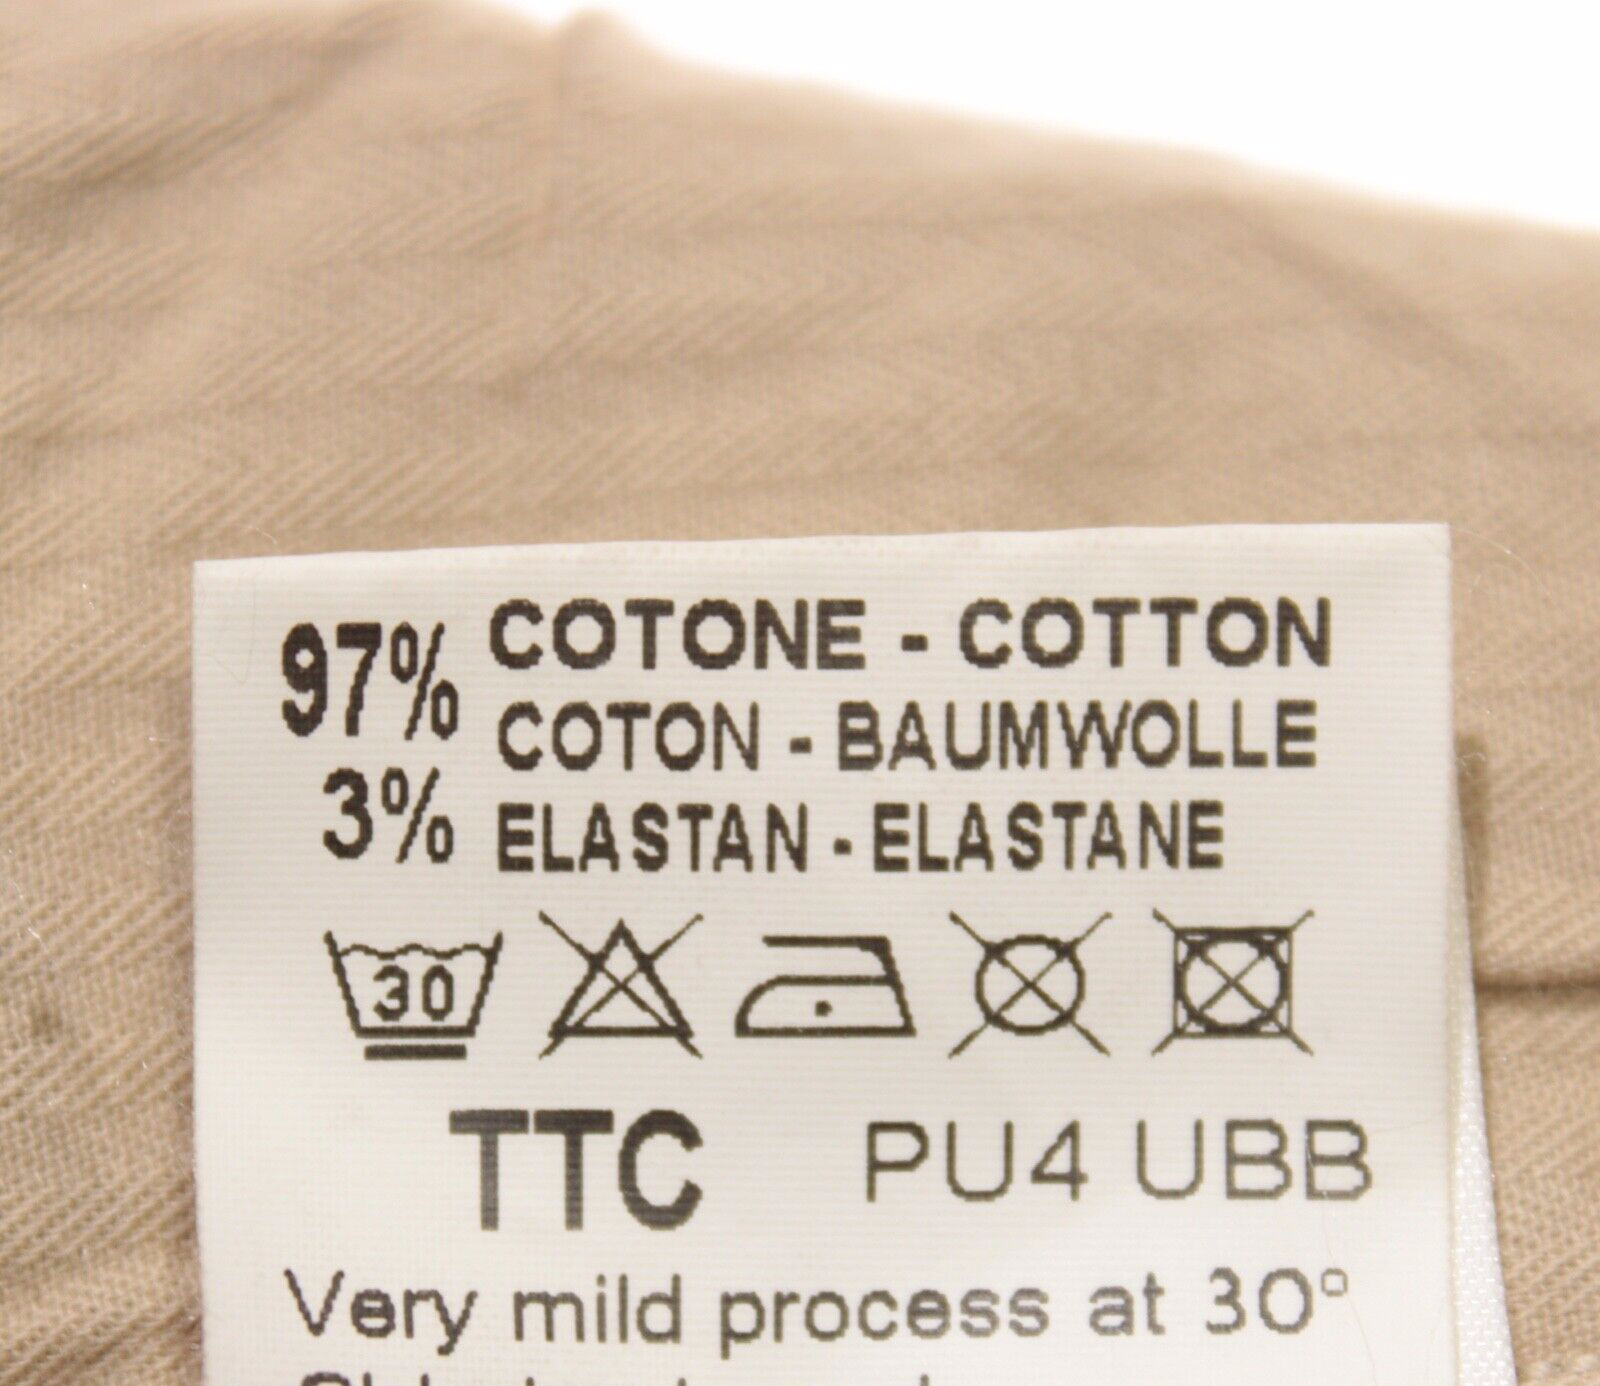 97% COTONE - COTTON
COTON - BAUMWOLLE
3% ELASTAN - ELASTANE
30
TTC PU4 UBB
Very mild process at 30°